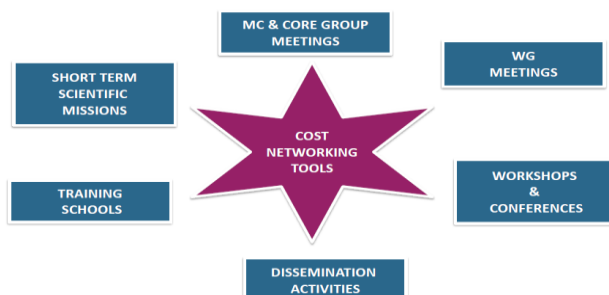 MC & CORE GROUP
MEETINGS
WG
MEETINGS
SHORT TERM
SCIENTIFIC
MISSIONS
COST
NETWORKING
TOOLS
TRAINING
SCHOOLS
WORKSHOPS
&
CONFERENCES
DISSEMINATION
ACTIVITIES